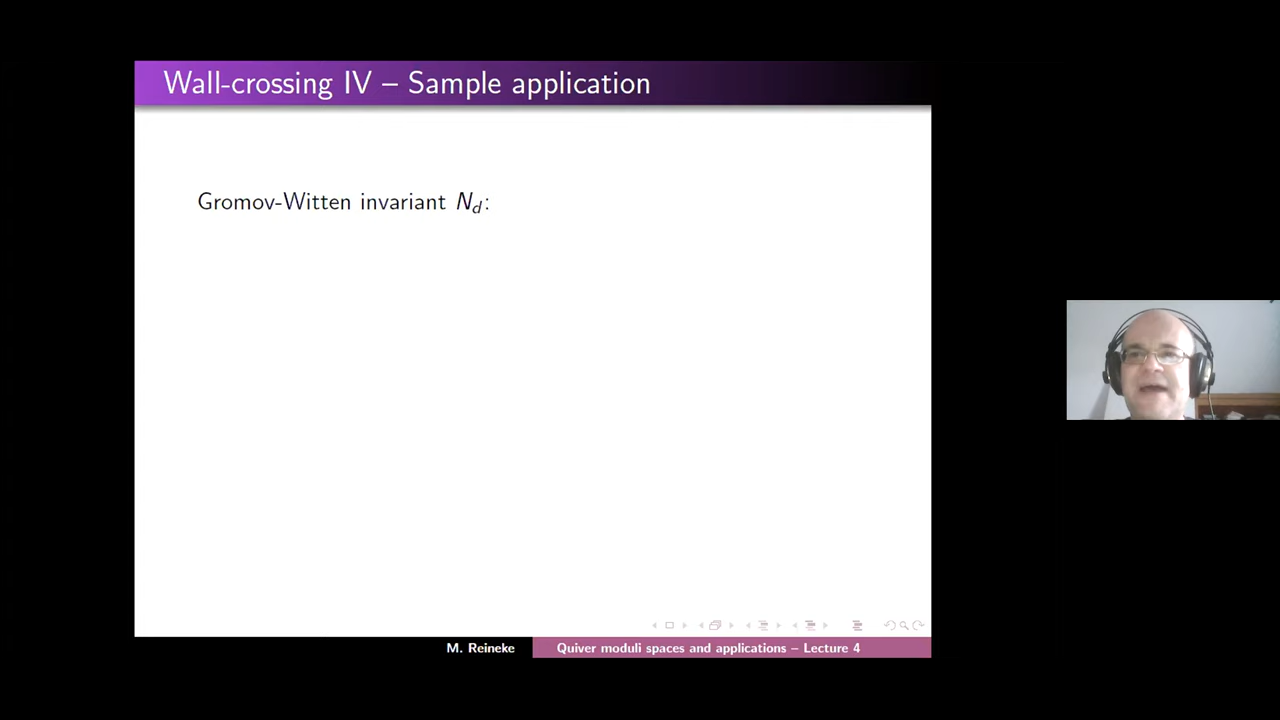 Wall-crossing IV – Sample application
Gromov-Witten invariant N_d:
M. Reineke
Quiver moduli spaces and applications – Lecture 4